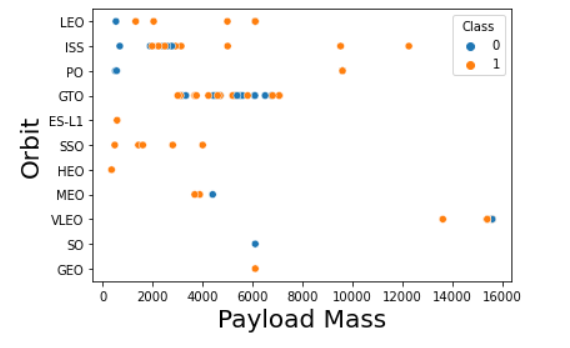 LEO
ISS
PO
GTO
ES-L1
SSO
HEO
MEO
VLEO
SO
GEO
Orbit
Class
0
1
0 2000 4000 6000 8000 10000 12000 14000 16000
Payload Mass